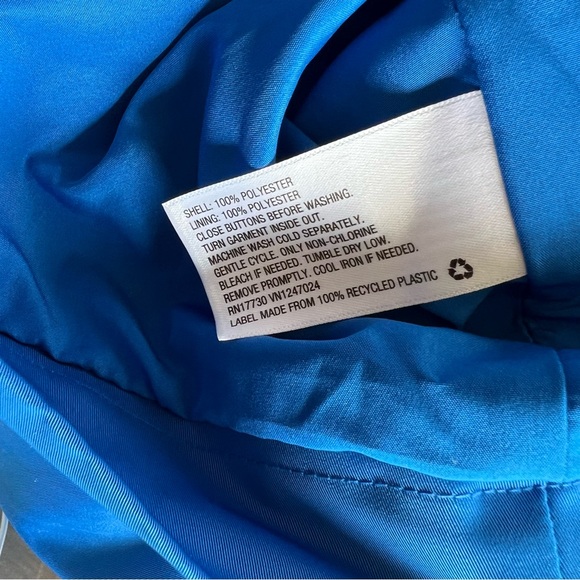 SHELL: 100% POLYESTER
LINING: 100% POLYESTER
CLOSE BUTTONS BEFORE WASHING.
TURN GARMENT INSIDE OUT.
MACHINE WASH COLD SEPARATELY.
GENTLE CYCLE. ONLY NON-CHLORINE
BLEACH IF NEEDED. TUMBLE DRY LOW.
REMOVE PROMPTLY. COOL IRON IF NEEDED.
RN17730 VN1247024
LABEL MADE FROM 100% RECYCLED PLASTIC